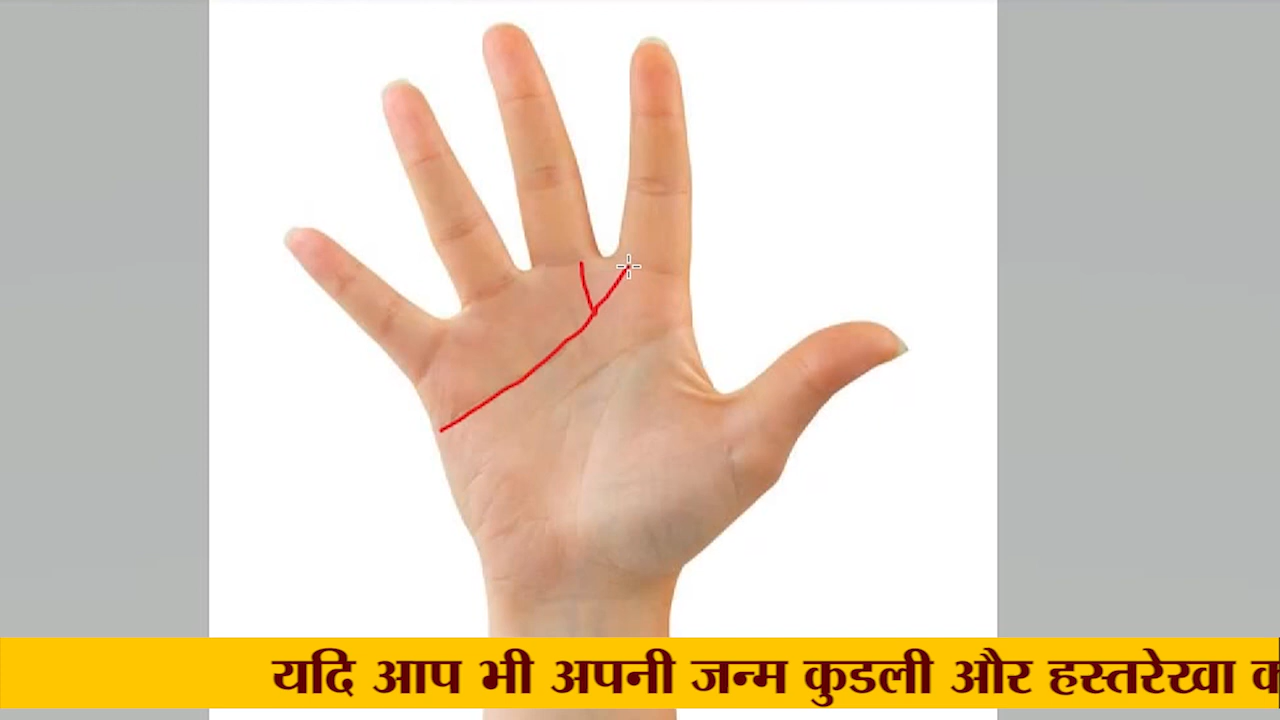 यदि आप भी अपनी जन्म कुडली और हस्तरेखा